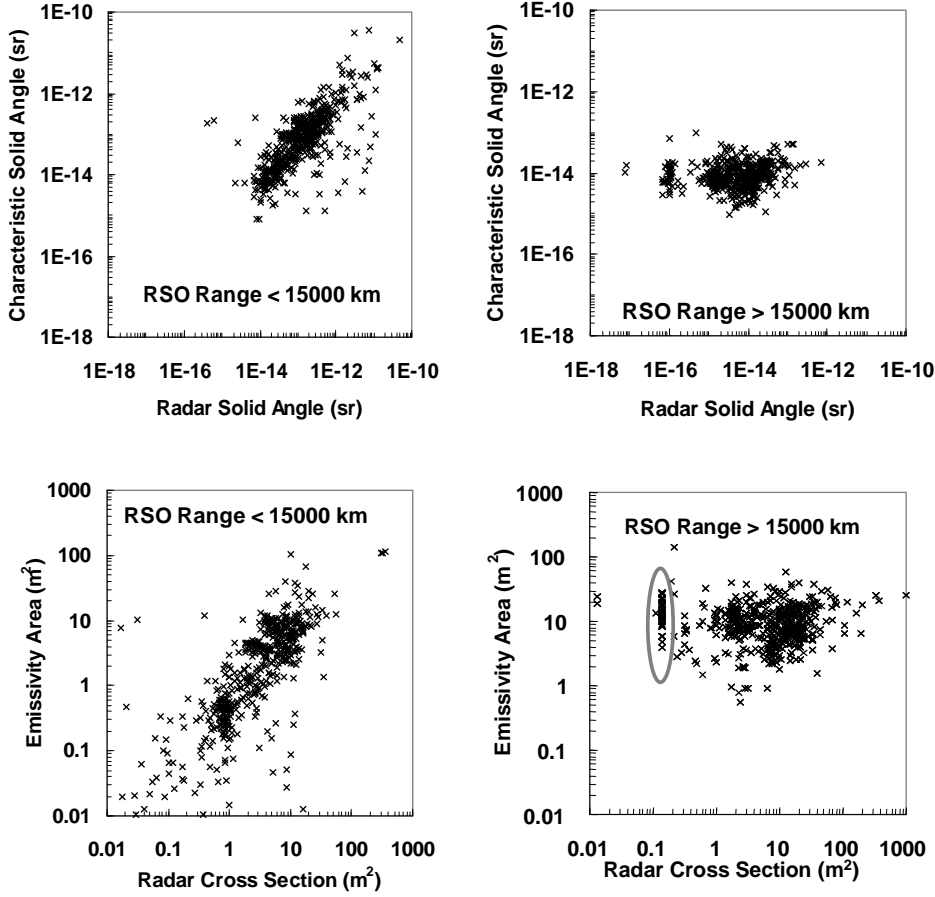 1E-10
1E-12
1E-14
1E-16
1E-18
Characteristic Solid Angle (sr)
RSO Range < 15000 km
1E-18 1E-16 1E-14 1E-12 1E-10
Radar Solid Angle (sr)
1E-10
1E-12
1E-14
1E-16
1E-18
Characteristic Solid Angle (sr)
RSO Range > 15000 km
1E-18 1E-16 1E-14 1E-12 1E-10
Radar Solid Angle (sr)
1000
100
10
1
0.1
0.01
Emissivity Area (m²)
RSO Range < 15000 km
0.01 0.1 1 10 100 1000
Radar Cross Section (m²)
1000
100
10
1
0.1
0.01
Emissivity Area (m²)
RSO Range > 15000 km
0.01 0.1 1 10 100 1000
Radar Cross Section (m²)